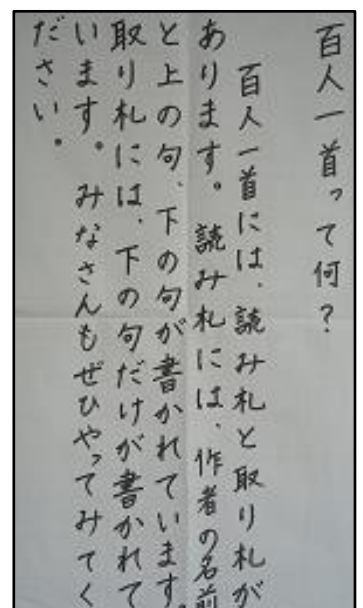 百人一首って何？
百人一首には、読み札と取り札が
あります。読み札には、作者の名前
と上の句、下の句が書かれています。
取り札には、下の句だけが書かれて
います。みなさんもぜひやってみてく
ださい。